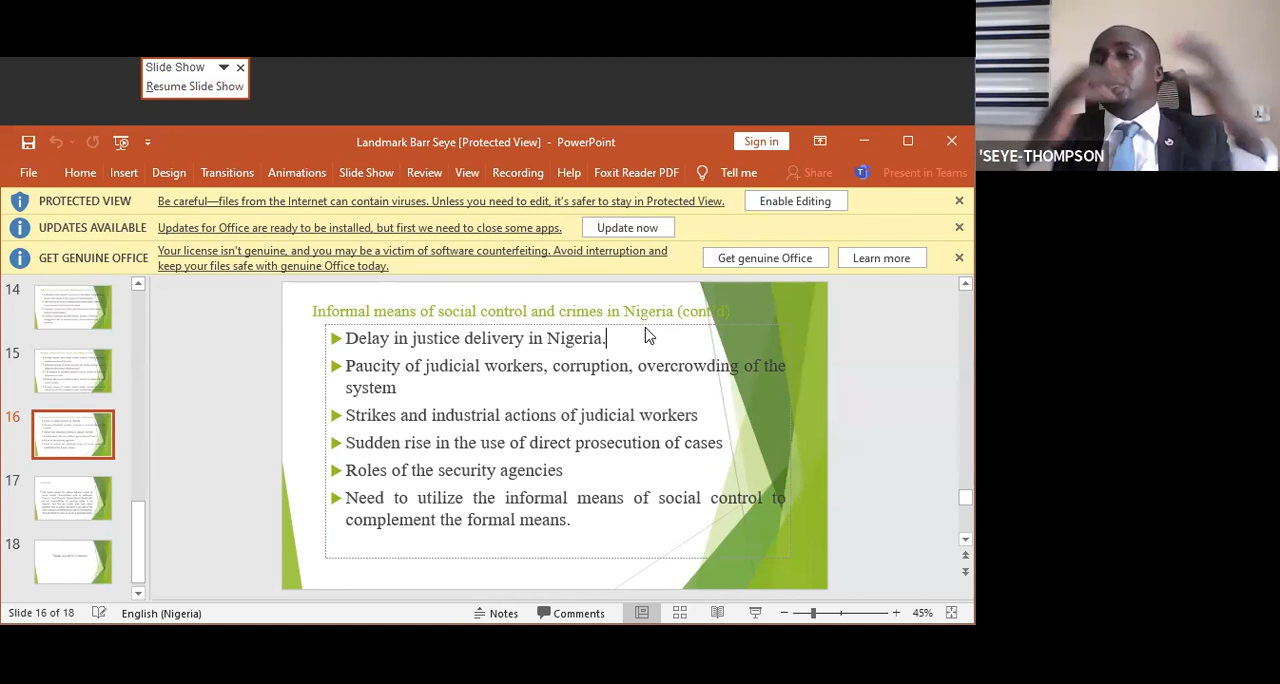 Slide Show
Resume Slide Show
Landmark Barr Seye [Protected View] - PowerPoint
Sign in
File Home Insert Design Transitions Animations Slide Show Review View Recording Help Foxit Reader PDF Tell me Share Present in Teams
PROTECTED VIEW Be careful—files from the Internet can contain viruses. Unless you need to edit, it's safer to stay in Protected View. Enable Editing
UPDATES AVAILABLE Updates for Office are ready to be installed, but first we need to close some apps. Update now
GET GENUINE OFFICE Your license isn't genuine, and you may be a victim of software counterfeiting. Avoid interruption and
keep your files safe with genuine Office today. Get genuine Office Learn more
'SEYE-THOMPSON
14
15
16
17
18
Informal means of social control and crimes in Nigeria (cont'd)
Delay in justice delivery in Nigeria.
Paucity of judicial workers, corruption, overcrowding of the
system
Strikes and industrial actions of judicial workers
Sudden rise in the rate of direct prosecution of cases
Roles of the security agencies
Need to utilize the informal means of social control to
complement the formal means.
Slide 16 of 18 English (Nigeria) Notes Comments 45%